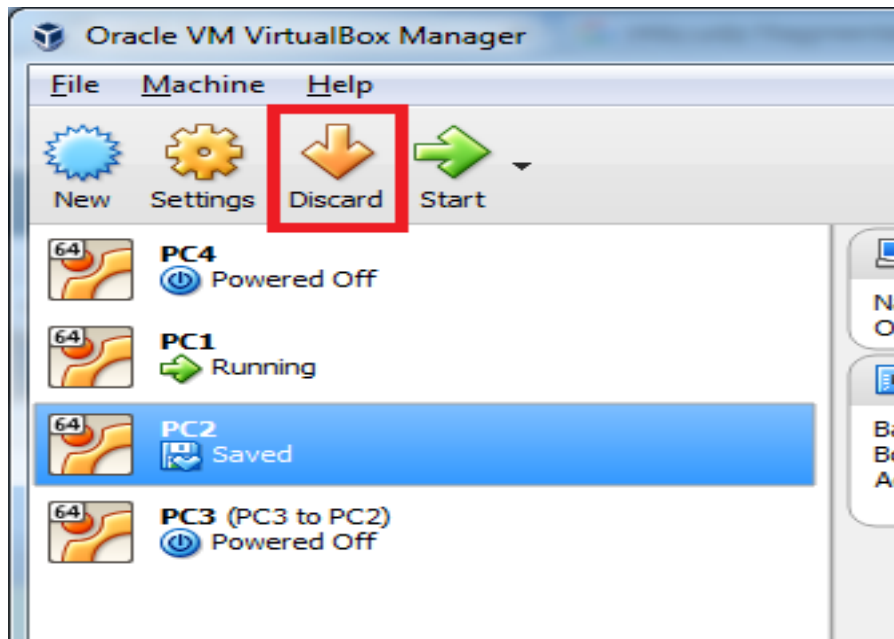 Oracle VM VirtualBox Manager
File Machine Help
New Settings Discard Start
64 PC4
Powered Off
64 PC1
Running
64 PC2
Saved
64 PC3 (PC3 to PC2)
Powered Off